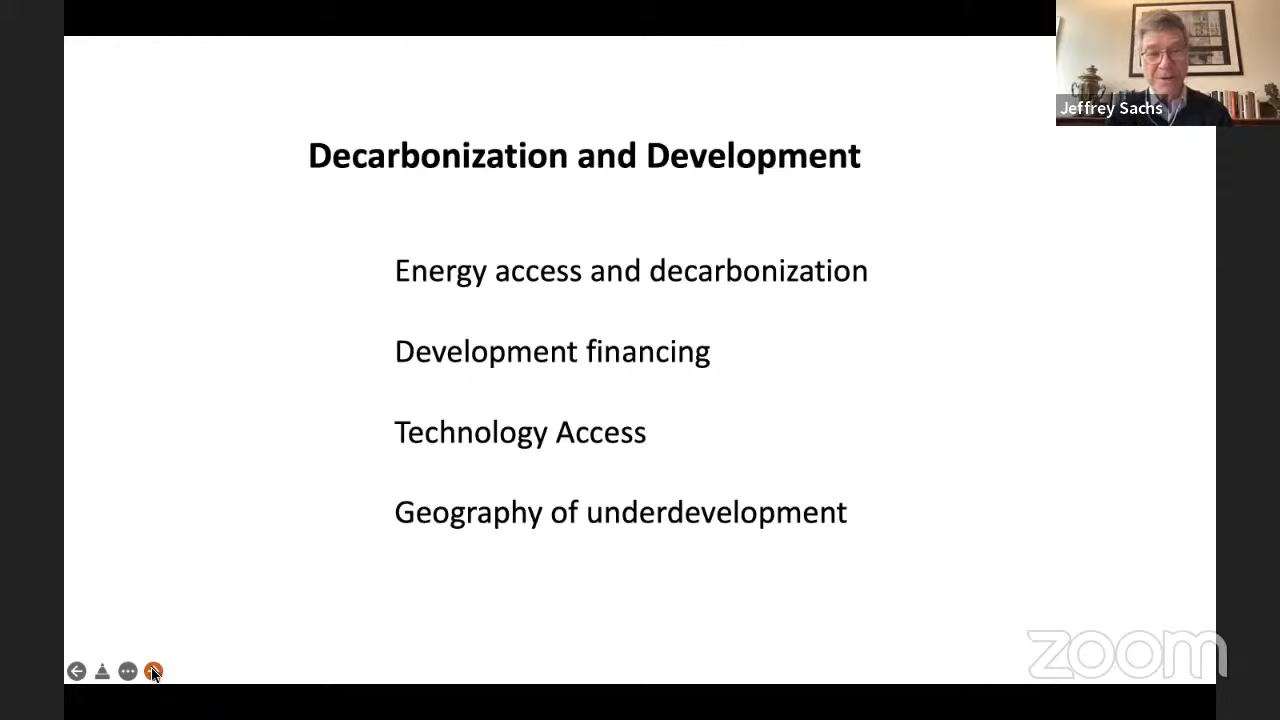 Jeffrey Sachs
Decarbonization and Development
Energy access and decarbonization
Development financing
Technology Access
Geography of underdevelopment
zoom